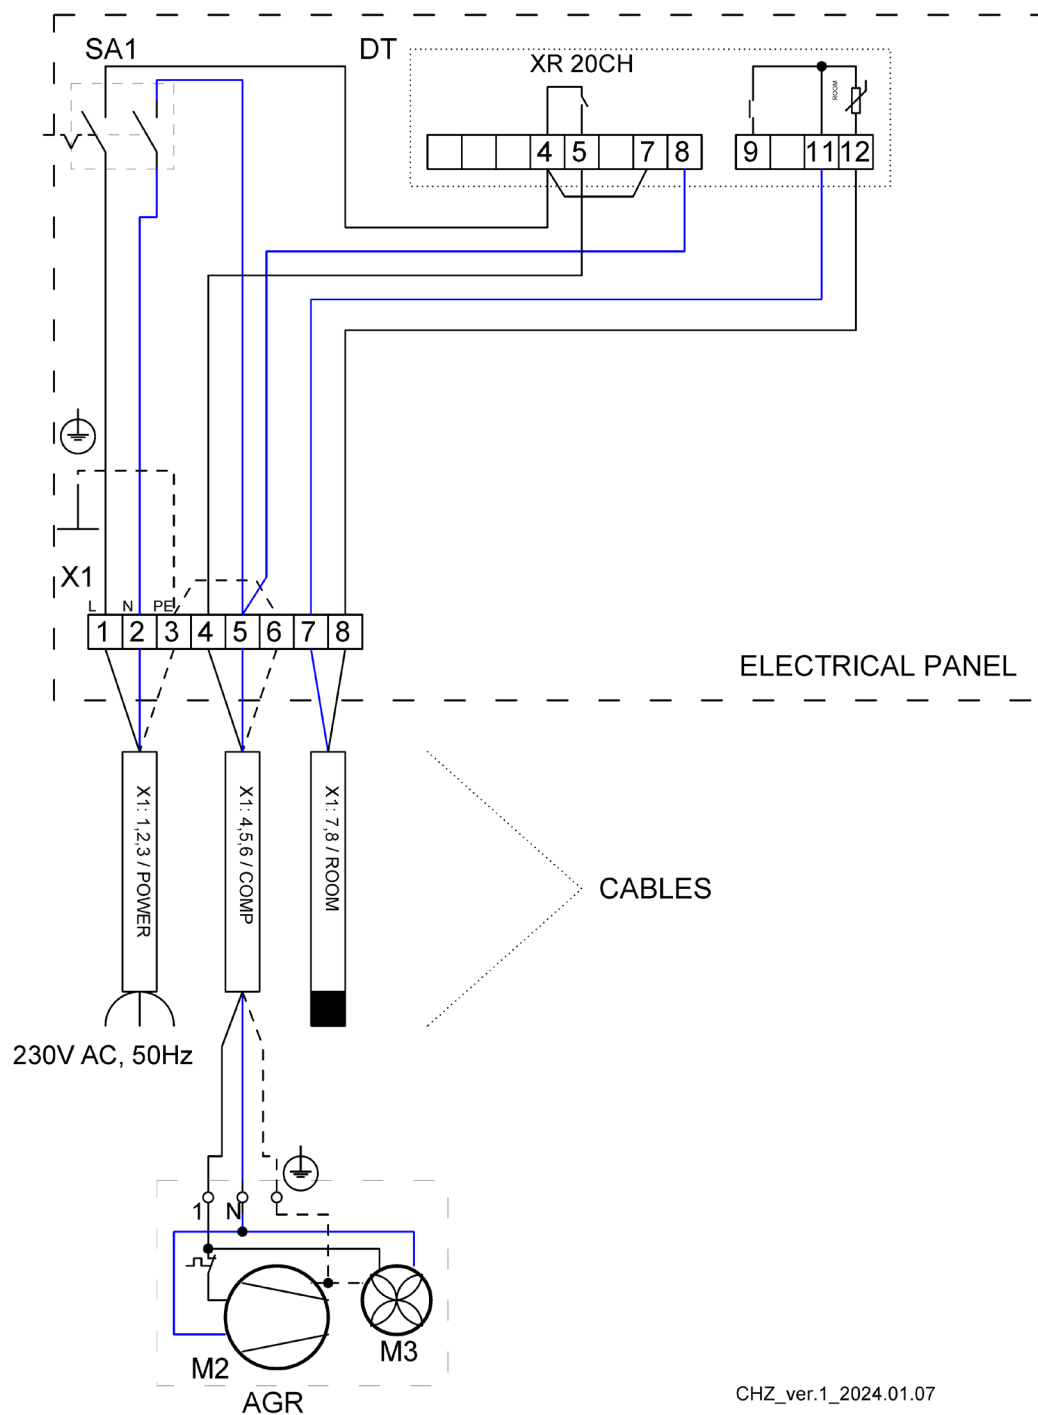 SA1
DT
XR 20CH
ROOM
4 5 7 8
9 11 12
X1
L N PE
1 2 3 4 5 6 7 8
ELECTRICAL PANEL
X1: 1,2,3 / POWER
X1: 4,5,6 / COMP
X1: 7,8 / ROOM
CABLES
230V AC, 50Hz
1 N
M2
M3
AGR
CHZ_ver.1_2024.01.07